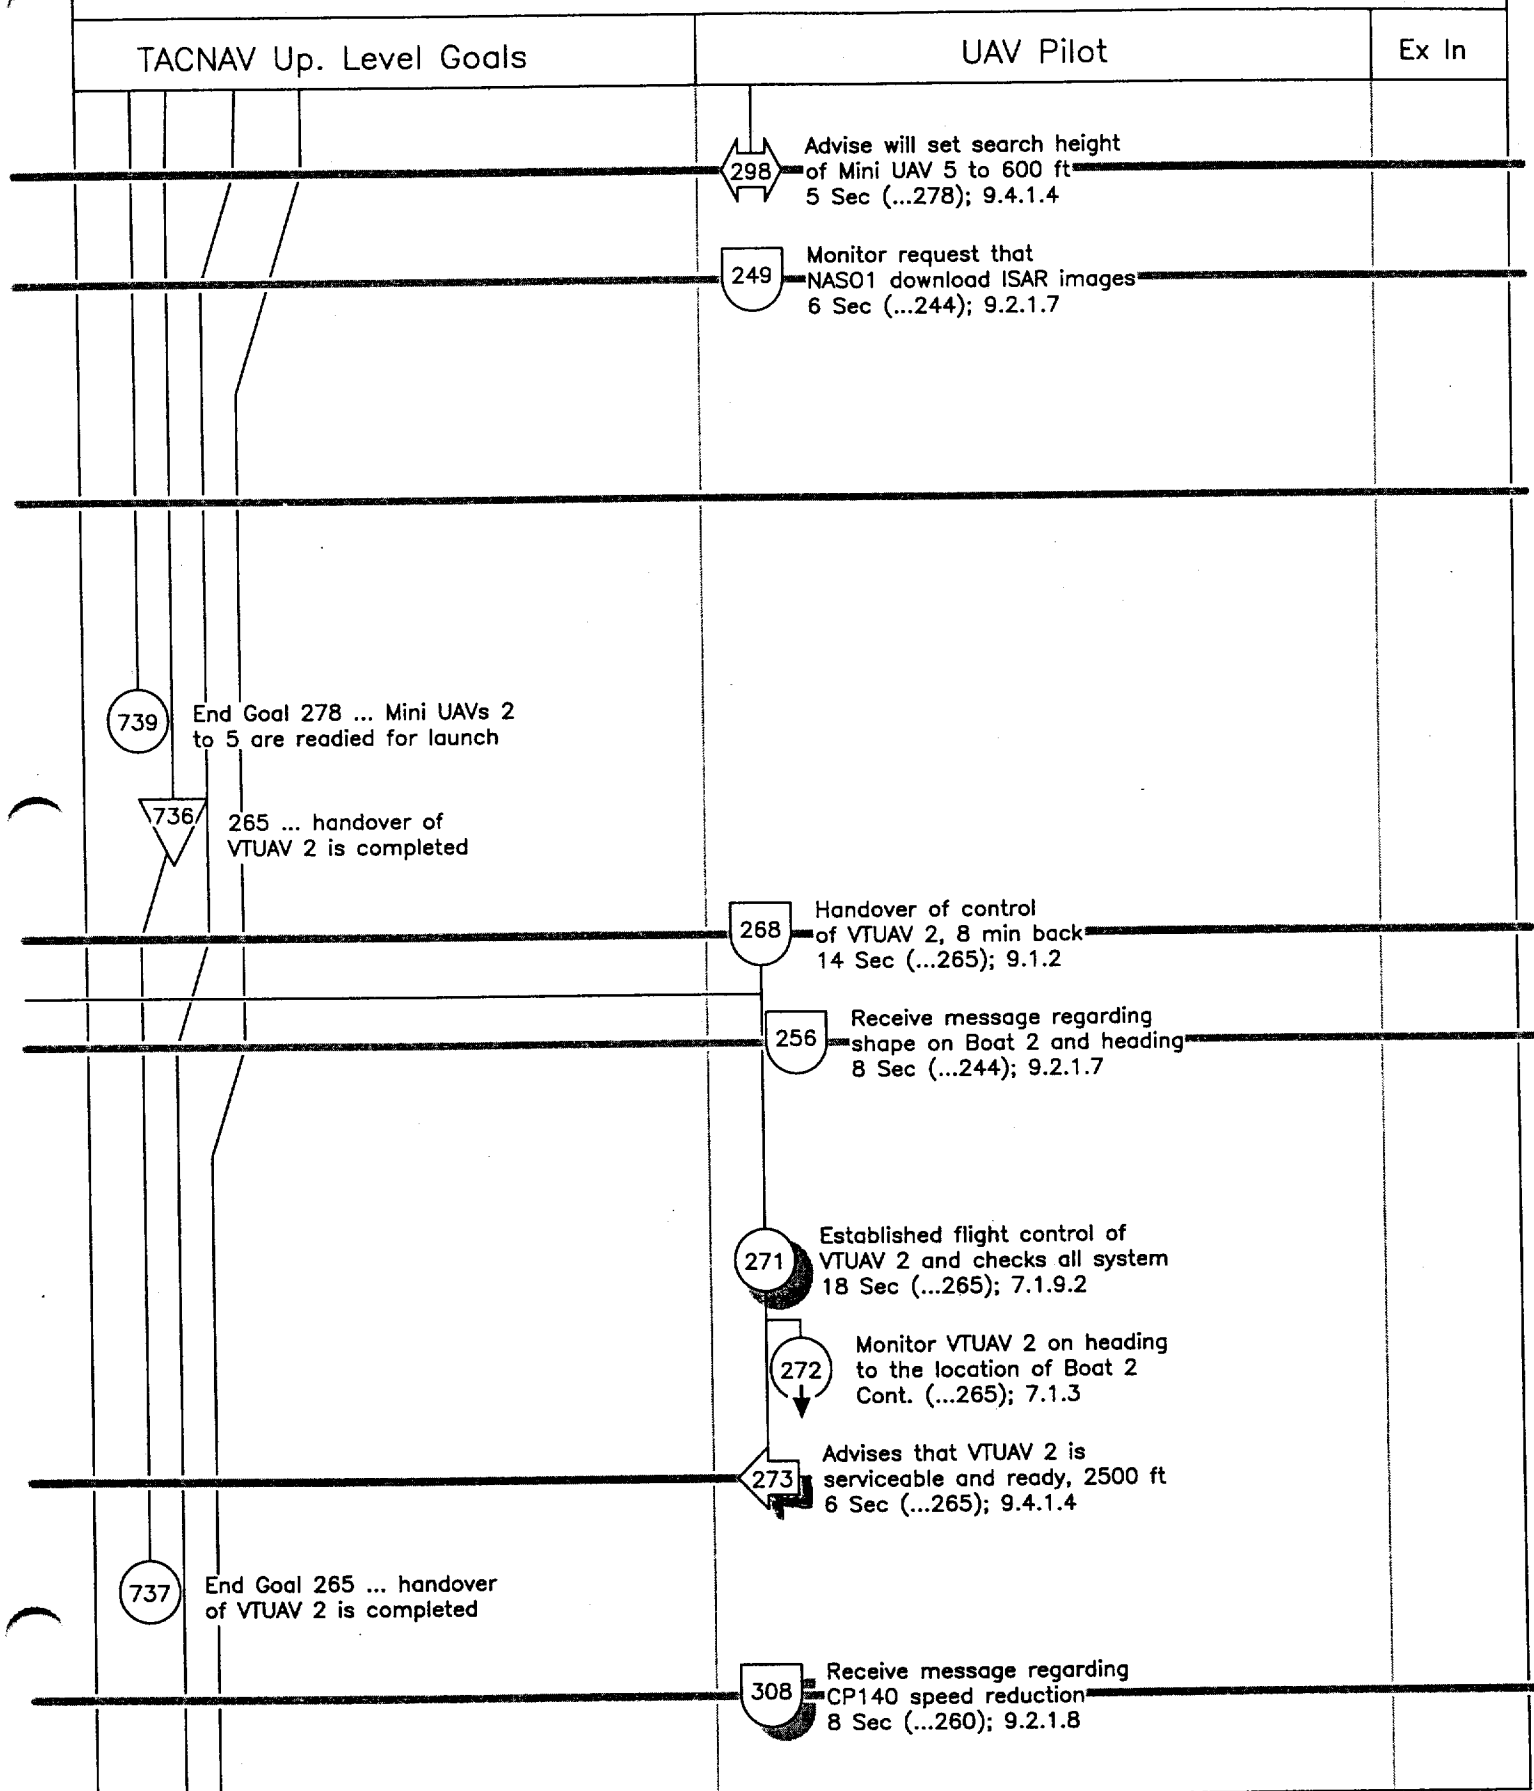 TACNAV Up. Level Goals
UAV Pilot
Ex In
298
Advise will set search height
of Mini UAV 5 to 600 ft
5 Sec (...278); 9.4.1.4
249
Monitor request that
NASO1 download ISAR images
6 Sec (...244); 9.2.1.7
739
End Goal 278 ... Mini UAVs 2
to 5 are readied for launch
736
265 ... handover of
VTUAV 2 is completed
268
Handover of control
of VTUAV 2, 8 min back
14 Sec (...265); 9.1.2
256
Receive message regarding
shape on Boat 2 and heading
8 Sec (...244); 9.2.1.7
271
Established flight control of
VTUAV 2 and checks all system
18 Sec (...265); 7.1.9.2
272
Monitor VTUAV 2 on heading
to the location of Boat 2
Cont. (...265); 7.1.3
273
Advises that VTUAV 2 is
serviceable and ready, 2500 ft
6 Sec (...265); 9.4.1.4
737
End Goal 265 ... handover
of VTUAV 2 is completed
308
Receive message regarding
CP140 speed reduction
8 Sec (...260); 9.2.1.8